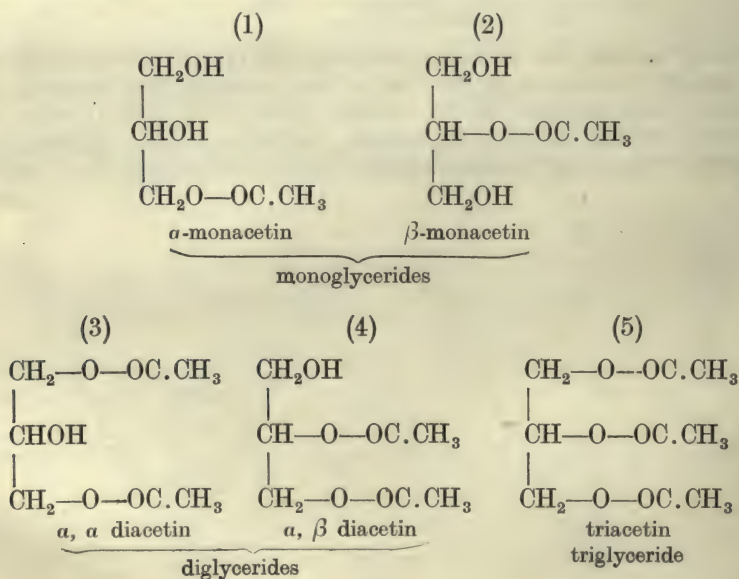 (1) (2)
CH₂OH CH₂OH
CHOH CH—O—OC.CH₃
CH₂O—OC.CH₃ CH₂OH
α-monacetin β-monacetin
monoglycerides
(3) (4) (5)
CH₂—O—OC.CH₃ CH₂OH CH₂—O—OC.CH₃
CHOH CH—O—OC.CH₃ CH—O—OC.CH₃
CH₂—O—OC.CH₃ CH₂—O—OC.CH₃ CH₂—O—OC.CH₃
α, α diacetin α, β diacetin triacetin
diglycerides triglyceride